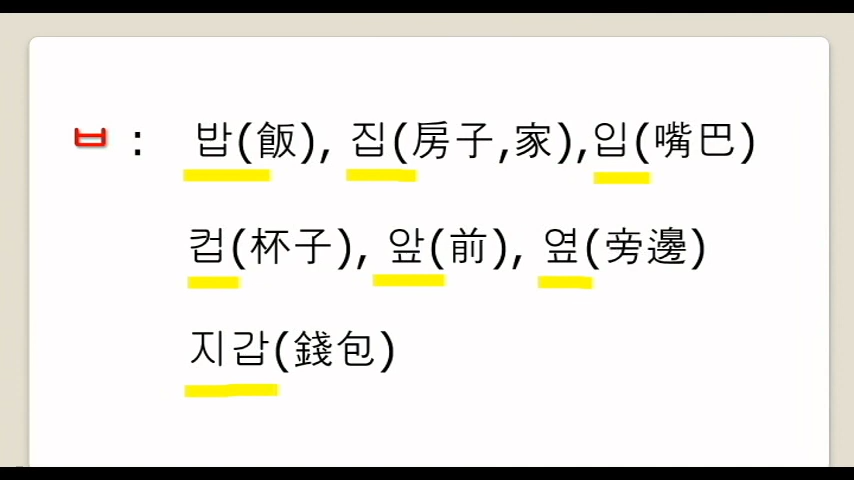 ㅂ : 밥(飯), 집(房子,家),입(嘴巴)
컵(杯子), 앞(前), 옆(旁邊)
지갑(錢包)